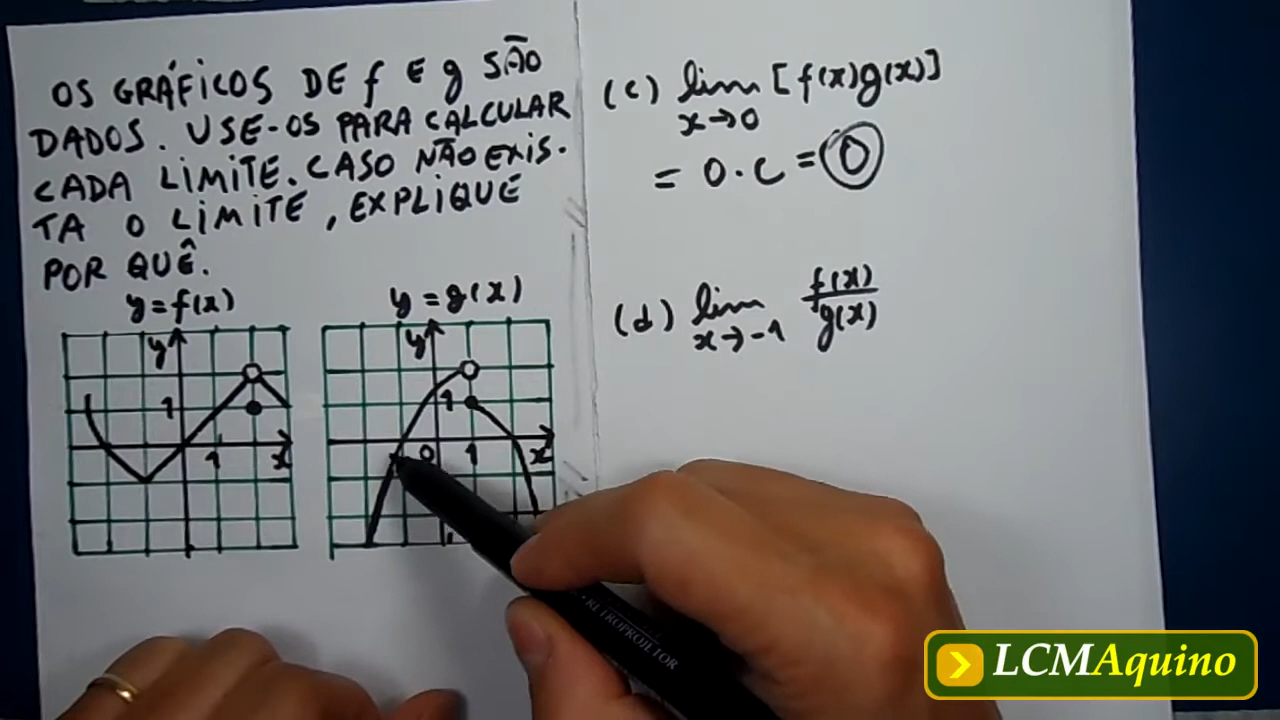 OS GRÁFICOS DE f E g SÃO
DADOS. USE-OS PARA CALCULAR
CADA LIMITE. CASO NÃO EXIS-
TA O LIMITE, EXPLIQUE
POR QUÊ.
y = f(x)
y
1
1
x
y = g(x)
y
1
0
1
x
(c) lim [f(x)g(x)]
x→0
= 0·c = 0
(d) lim f(x)/g(x)
x→-1
RETROPROJETOR
LCMAquino